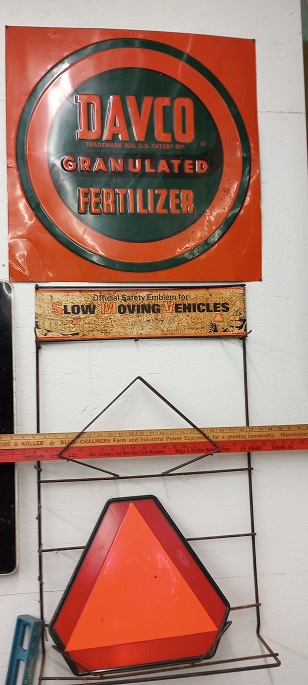 DAVCO
TRADEMARK REG. U.S. PATENT OFF.
GRANULATED
FERTILIZER
Official Safety Emblem for
SLOW MOVING VEHICLES
& KOLLER
ALLIS-CHALMERS Farm and Industrial Power Equipment for a growing community.